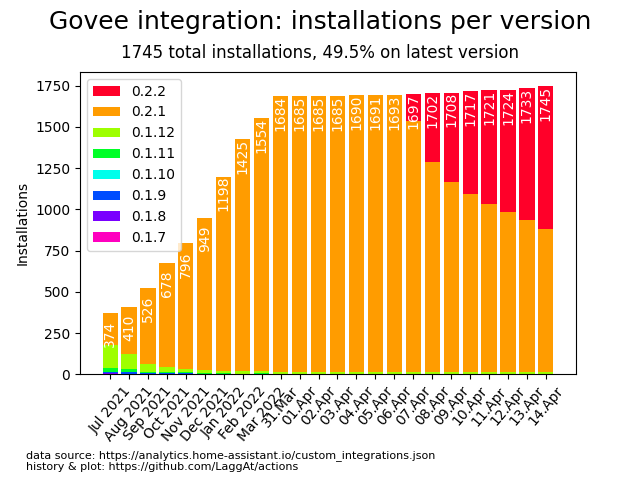 Govee integration: installations per version
1745 total installations, 49.5% on latest version
Installations
1750
1500
1250
1000
750
500
250
0
0.2.2
0.2.1
0.1.12
0.1.11
0.1.10
0.1.9
0.1.8
0.1.7
374
410
526
678
796
949
1198
1425
1554
1684
1685
1685
1685
1690
1691
1693
1697
1702
1708
1717
1721
1724
1733
1745
Jul 2021
Aug 2021
Sep 2021
Oct 2021
Nov 2021
Dec 2021
Jan 2022
Feb 2022
Mar 2022
31.Mar
01.Apr
02.Apr
03.Apr
04.Apr
05.Apr
06.Apr
07.Apr
08.Apr
09.Apr
10.Apr
11.Apr
12.Apr
13.Apr
14.Apr
data source: https://analytics.home-assistant.io/custom_integrations.json
history & plot: https://github.com/LaggAt/actions